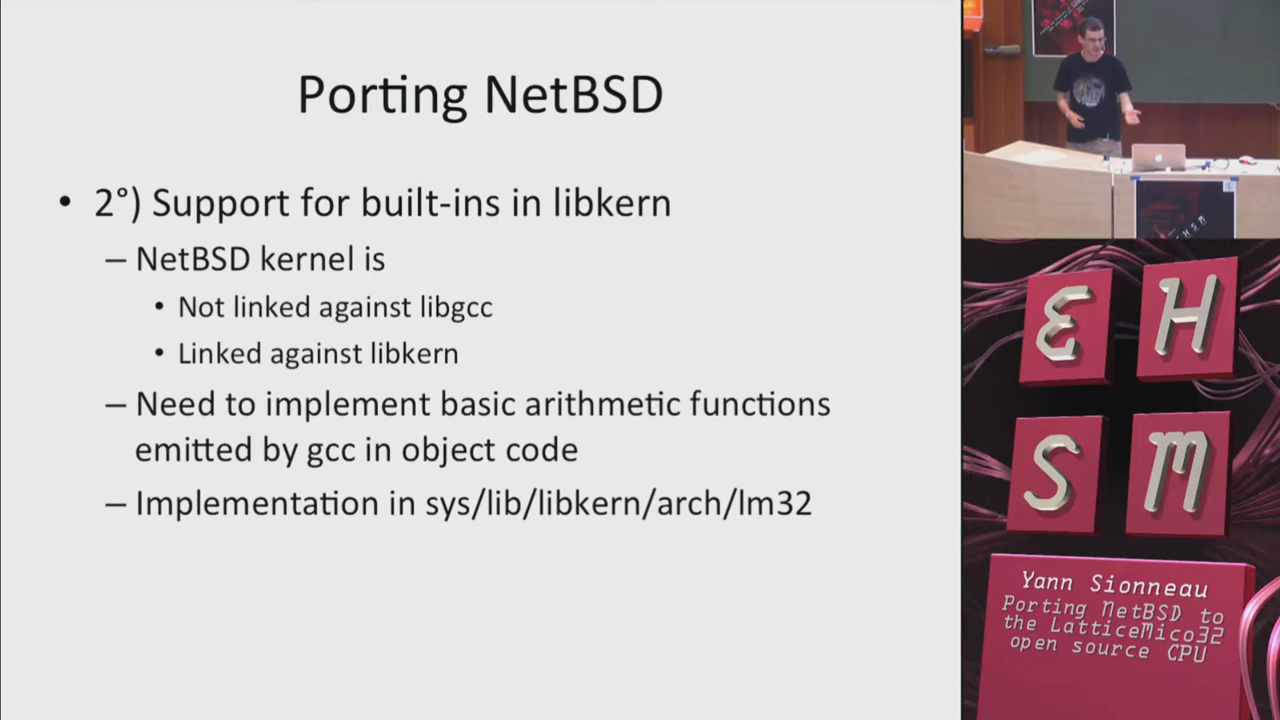 Porting NetBSD
• 2°) Support for built-ins in libkern
– NetBSD kernel is
• Not linked against libgcc
• Linked against libkern
– Need to implement basic arithmetic functions
emitted by gcc in object code
– Implementation in sys/lib/libkern/arch/lm32
E H
S M
Yann Sionneau
Porting NetBSD to
the LatticeMico32
open source CPU